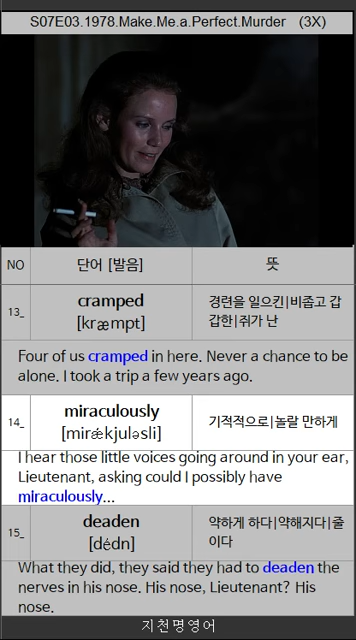 S07E03.1978.Make.Me.a.Perfect.Murder (3X)
NO 단어 [발음] 뜻
13_ cramped [kræmpt] 경련을 일으킨|비좁고 갑
갑한|쥐가 난
Four of us cramped in here. Never a chance to be
alone. I took a trip a few years ago.
14_ miraculously [mirǽkjuləsli] 기적적으로|놀랄 만하게
I hear those little voices going around in your ear,
Lieutenant, asking could I possibly have
miraculously...
15_ deaden [dédn] 약하게 하다|약해지다|줄
이다
What they did, they said they had to deaden the
nerves in his nose. His nose, Lieutenant? His
nose.
지천명영어